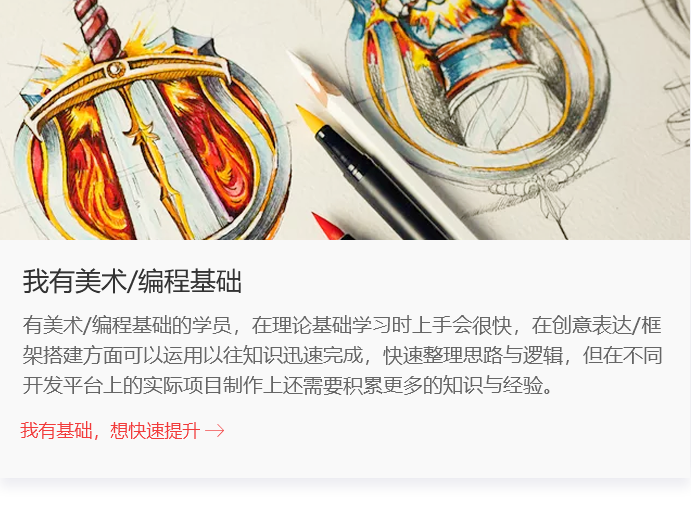 我有美术/编程基础
有美术/编程基础的学员，在理论基础学习时上手会很快，在创意表达/框
架搭建方面可以运用以往知识迅速完成，快速整理思路与逻辑，但在不同
开发平台上的实际项目制作上还需要积累更多的知识与经验。
我有基础，想快速提升 →